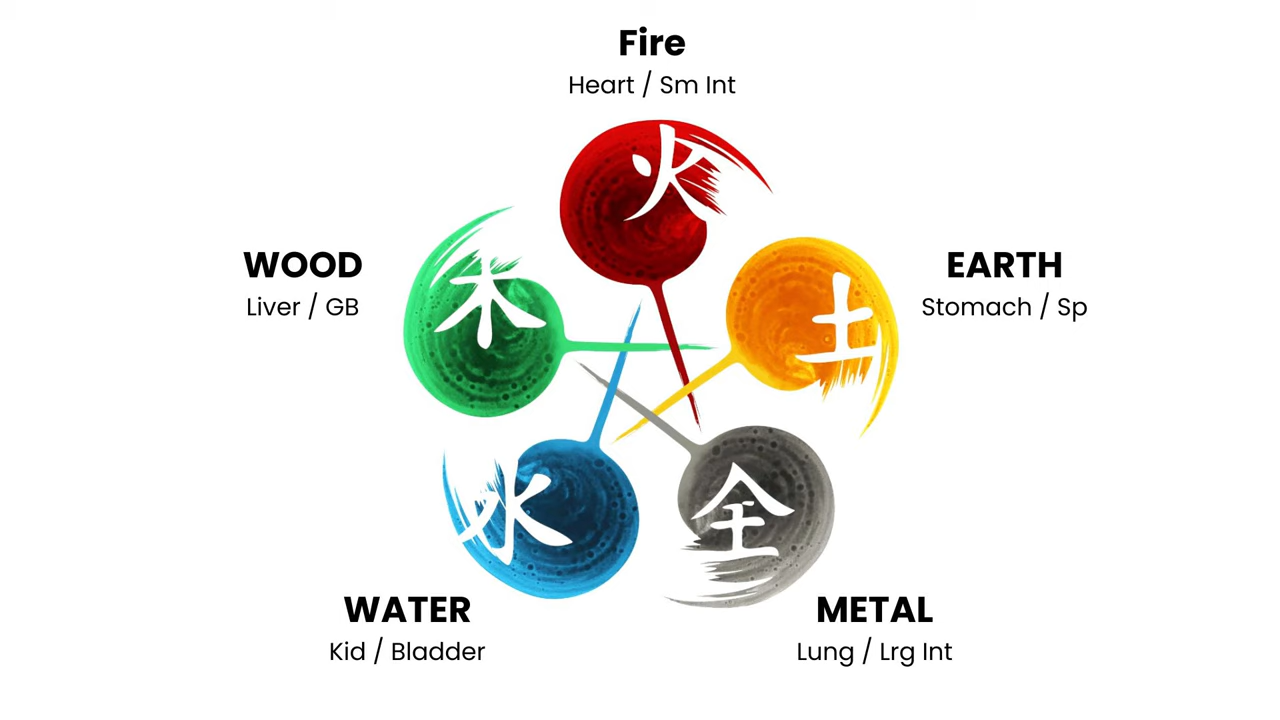 Fire
Heart / Sm Int
火
WOOD
Liver / GB
木
EARTH
Stomach / Sp
土
水
全
WATER
Kid / Bladder
METAL
Lung / Lrg Int